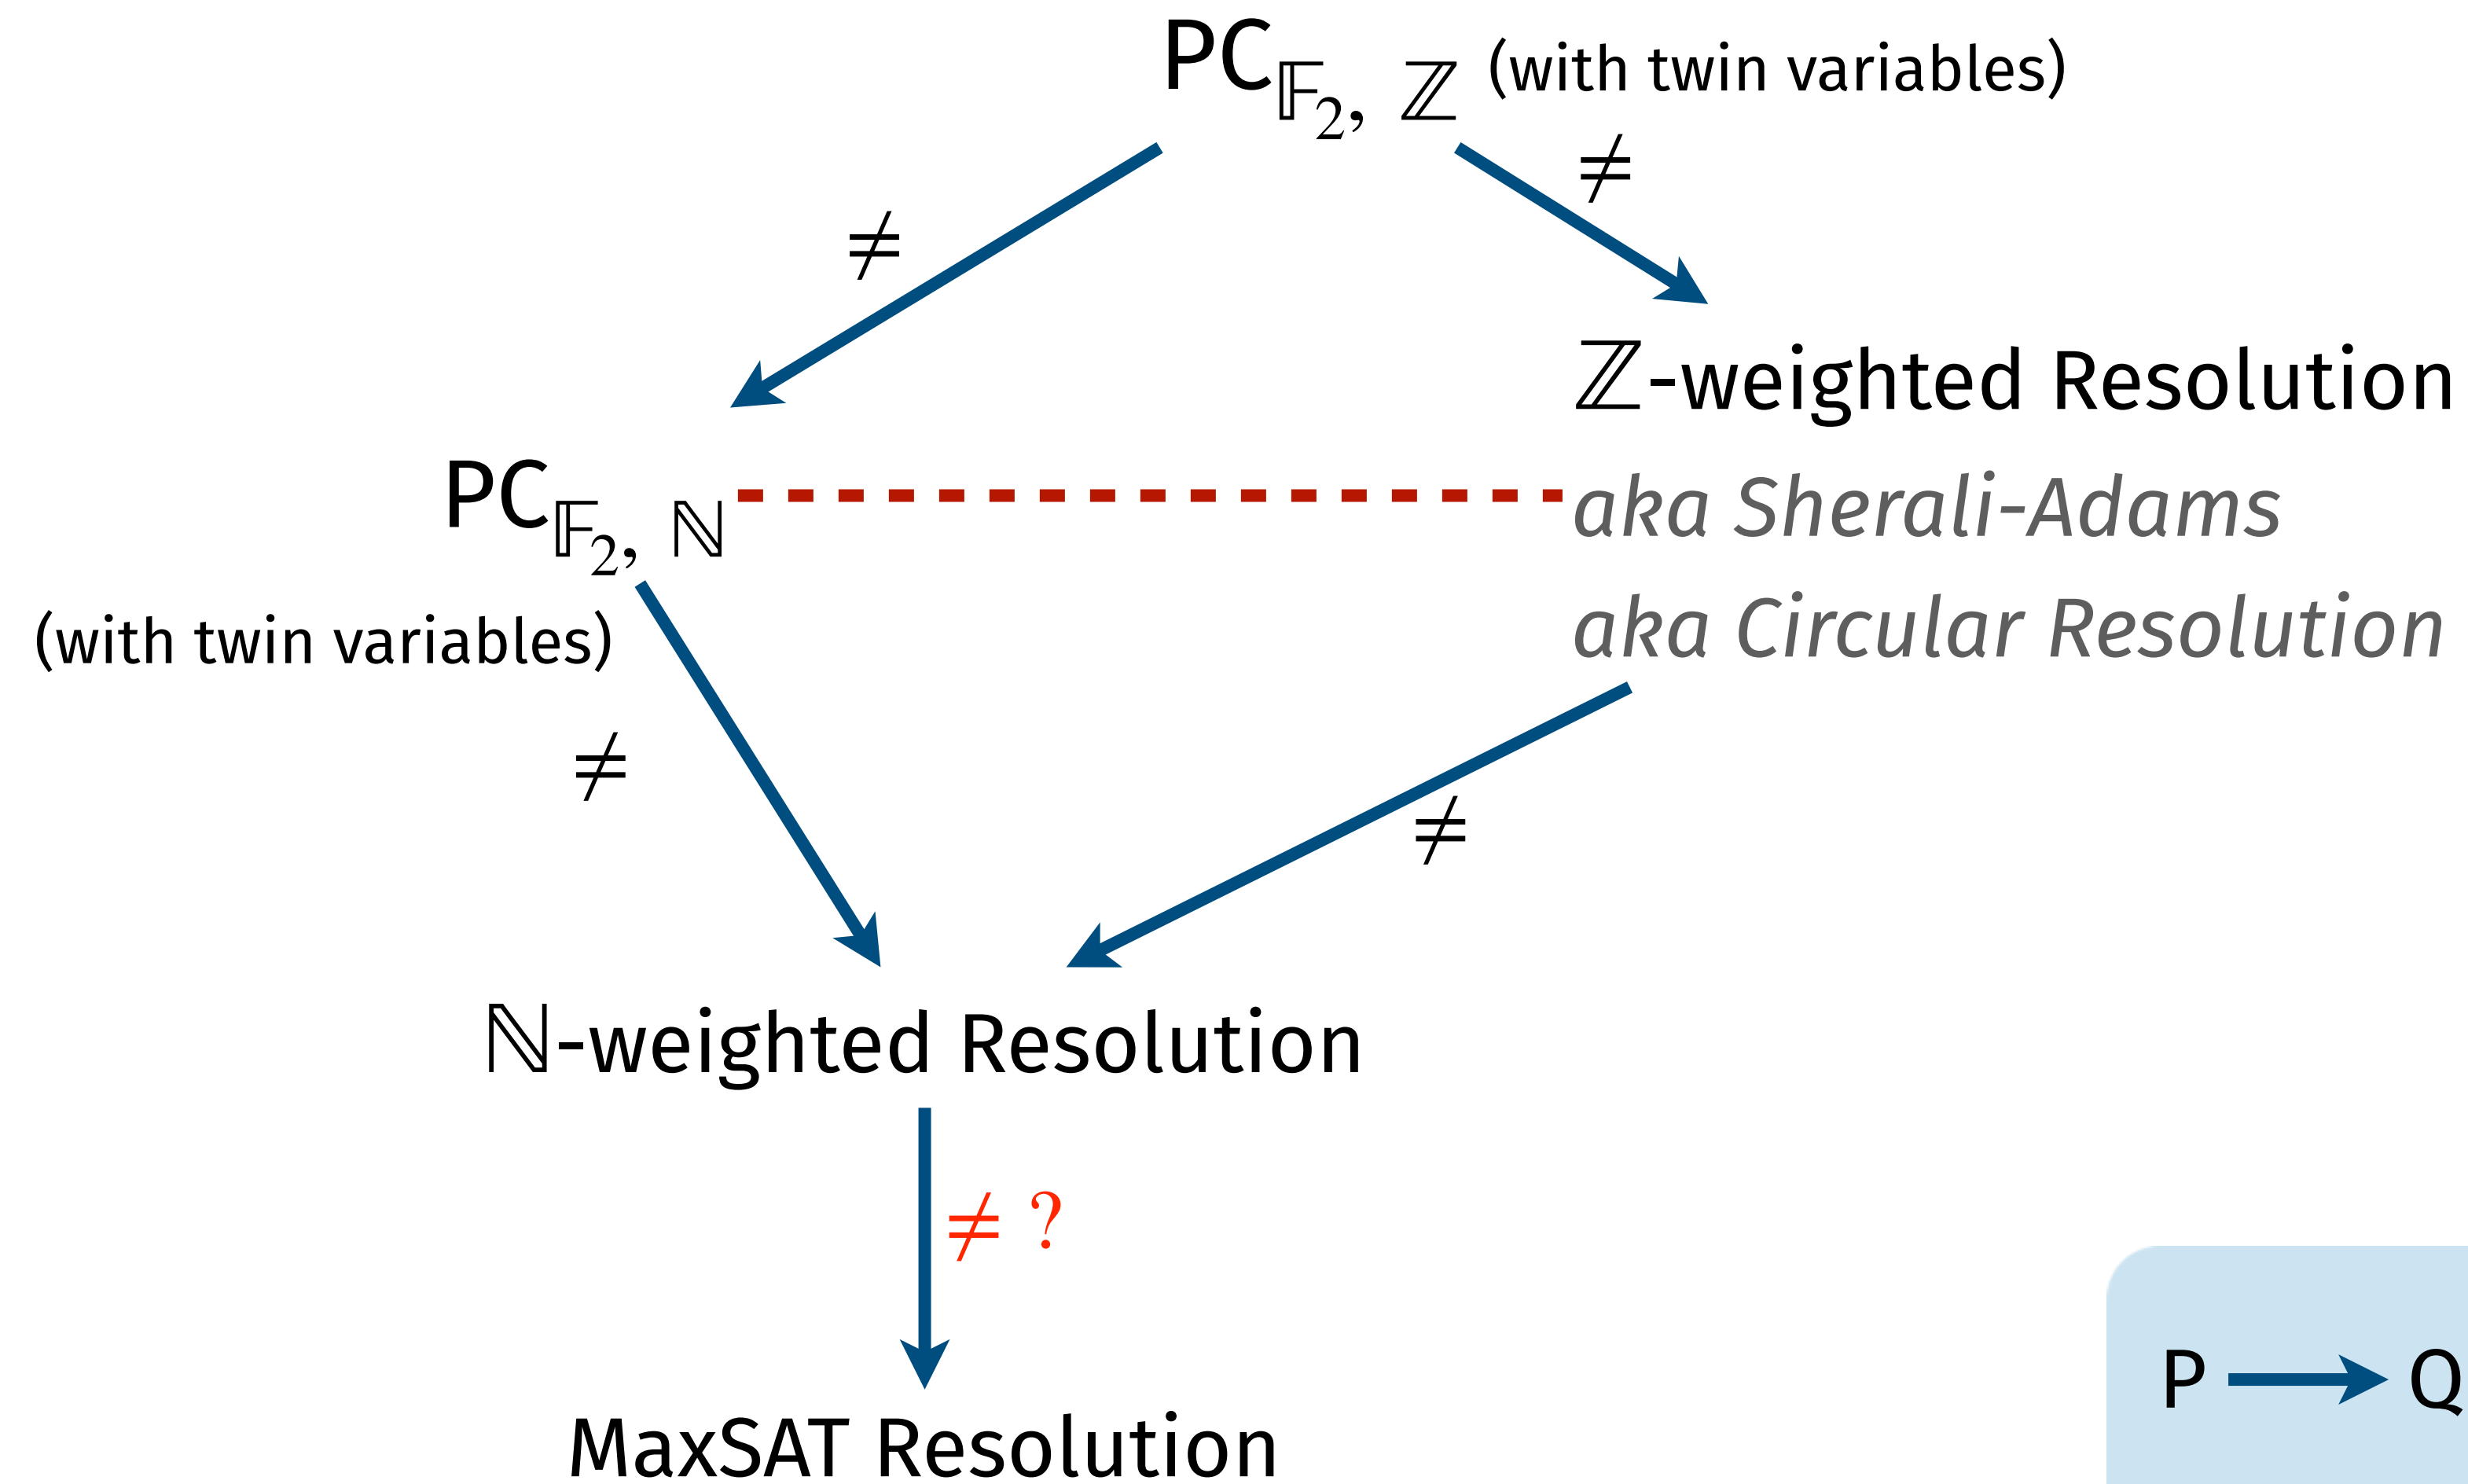 PC𝔽₂, ℤ (with twin variables)
≠
≠
ℤ-weighted Resolution
PC𝔽₂, ℕ
aka Sherali-Adams
(with twin variables)
aka Circular Resolution
≠
≠
ℕ-weighted Resolution
≠ ?
P → Q
MaxSAT Resolution